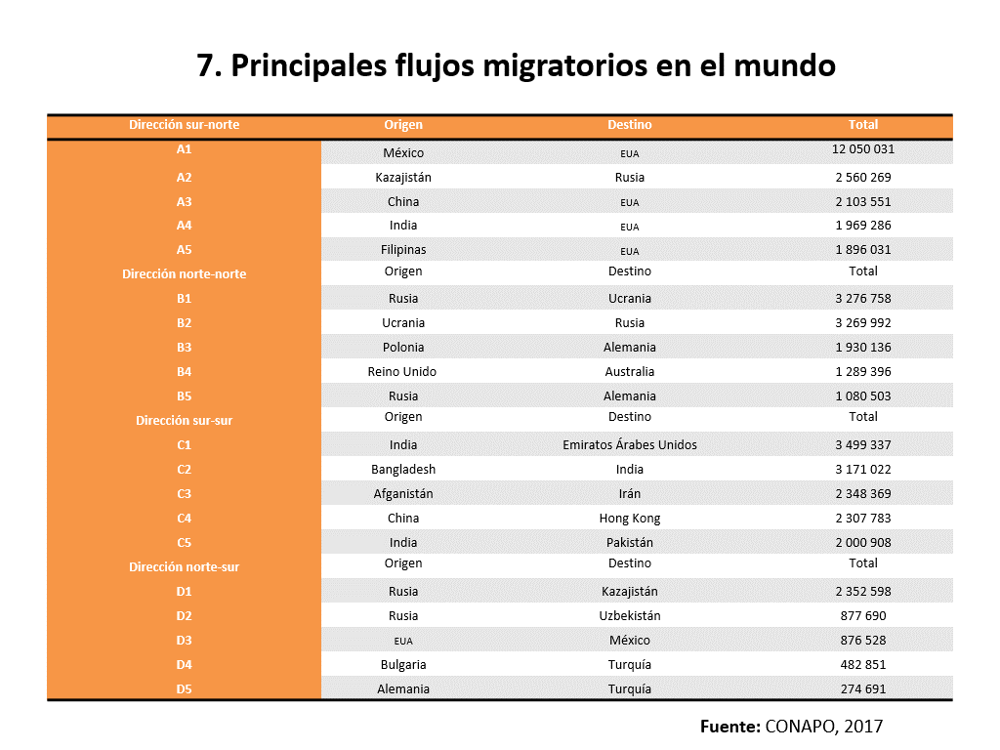 7. Principales flujos migratorios en el mundo
Dirección sur-norte Origen Destino Total
A1 México EUA 12 050 031
A2 Kazajistán Rusia 2 560 269
A3 China EUA 2 103 551
A4 India EUA 1 969 286
A5 Filipinas EUA 1 896 031
Dirección norte-norte Origen Destino Total
B1 Rusia Ucrania 3 276 758
B2 Ucrania Rusia 3 269 992
B3 Polonia Alemania 1 930 136
B4 Reino Unido Australia 1 289 396
B5 Rusia Alemania 1 080 503
Dirección sur-sur Origen Destino Total
C1 India Emiratos Árabes Unidos 3 499 337
C2 Bangladesh India 3 171 022
C3 Afganistán Irán 2 348 369
C4 China Hong Kong 2 307 783
C5 India Pakistán 2 000 908
Dirección norte-sur Origen Destino Total
D1 Rusia Kazajistán 2 352 598
D2 Rusia Uzbekistán 877 690
D3 EUA México 876 528
D4 Bulgaria Turquía 482 851
D5 Alemania Turquía 274 691
Fuente: CONAPO, 2017